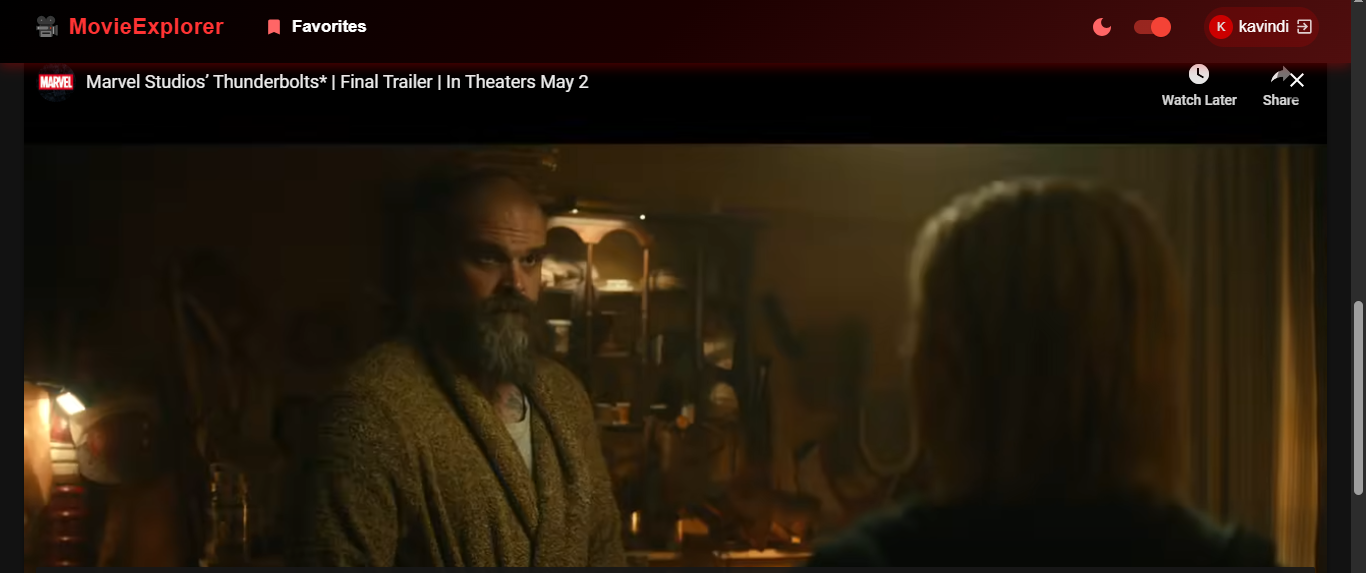 MovieExplorer
Favorites
K kavindi
MARVEL Marvel Studios’ Thunderbolts* | Final Trailer | In Theaters May 2
Watch Later
Share